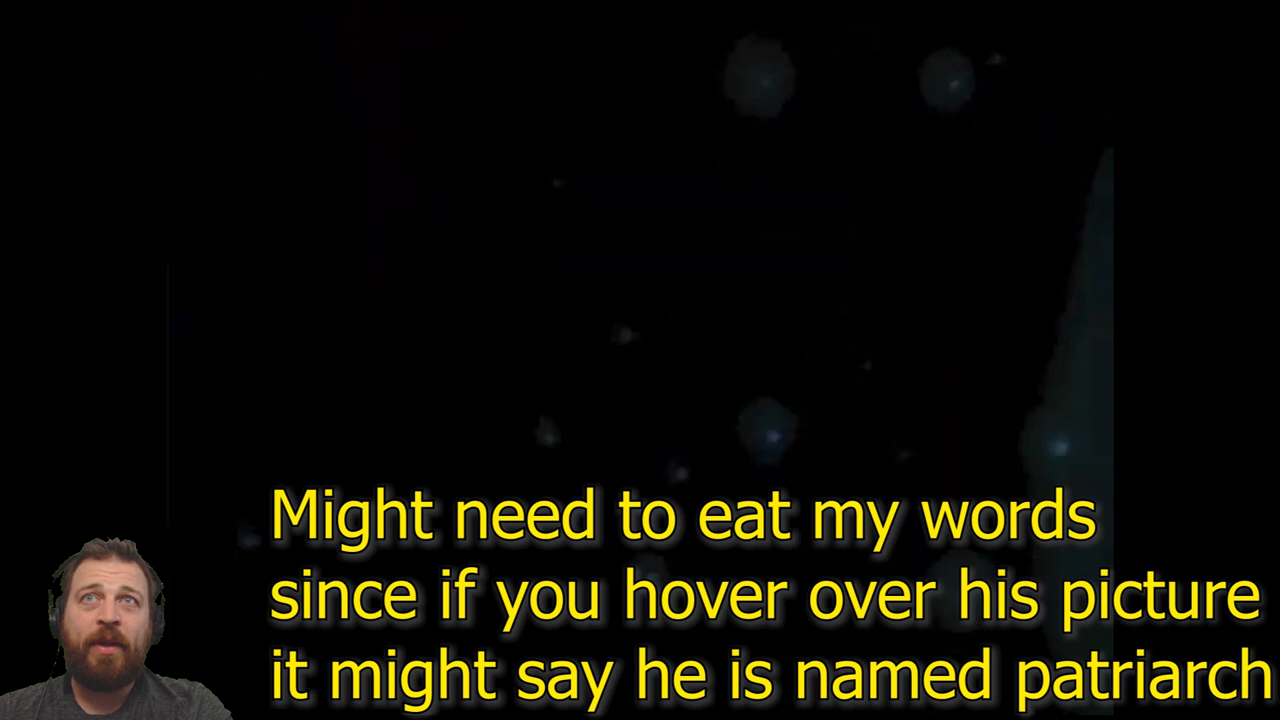 Might need to eat my words
since if you hover over his picture
it might say he is named patriarch